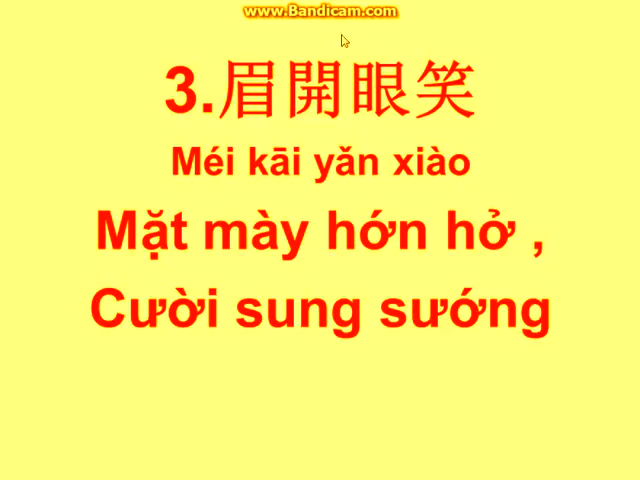 www.Bandicam.com
3.眉開眼笑
Méi kāi yǎn xiào
Mặt mày hớn hở ,
Cười sung sướng